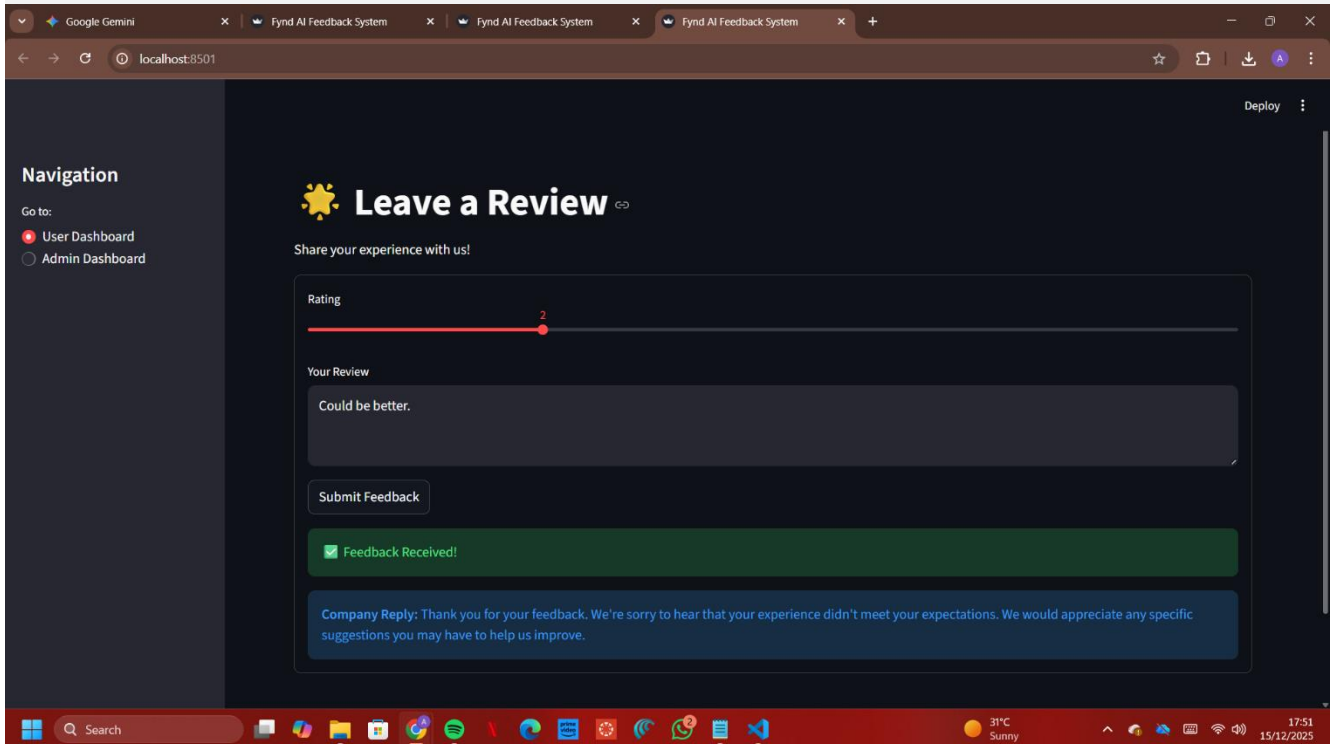 Google Gemini
Fynd AI Feedback System
Fynd AI Feedback System
Fynd AI Feedback System
localhost:8501
A
Deploy
Navigation
Go to:
User Dashboard
Admin Dashboard
Leave a Review
Share your experience with us!
Rating
2
Your Review
Could be better.
Submit Feedback
Feedback Received!
Company Reply: Thank you for your feedback. We're sorry to hear that your experience didn't meet your expectations. We would appreciate any specific
suggestions you may have to help us improve.
Search
prime video
2
31°C
Sunny
17:51
15/12/2025